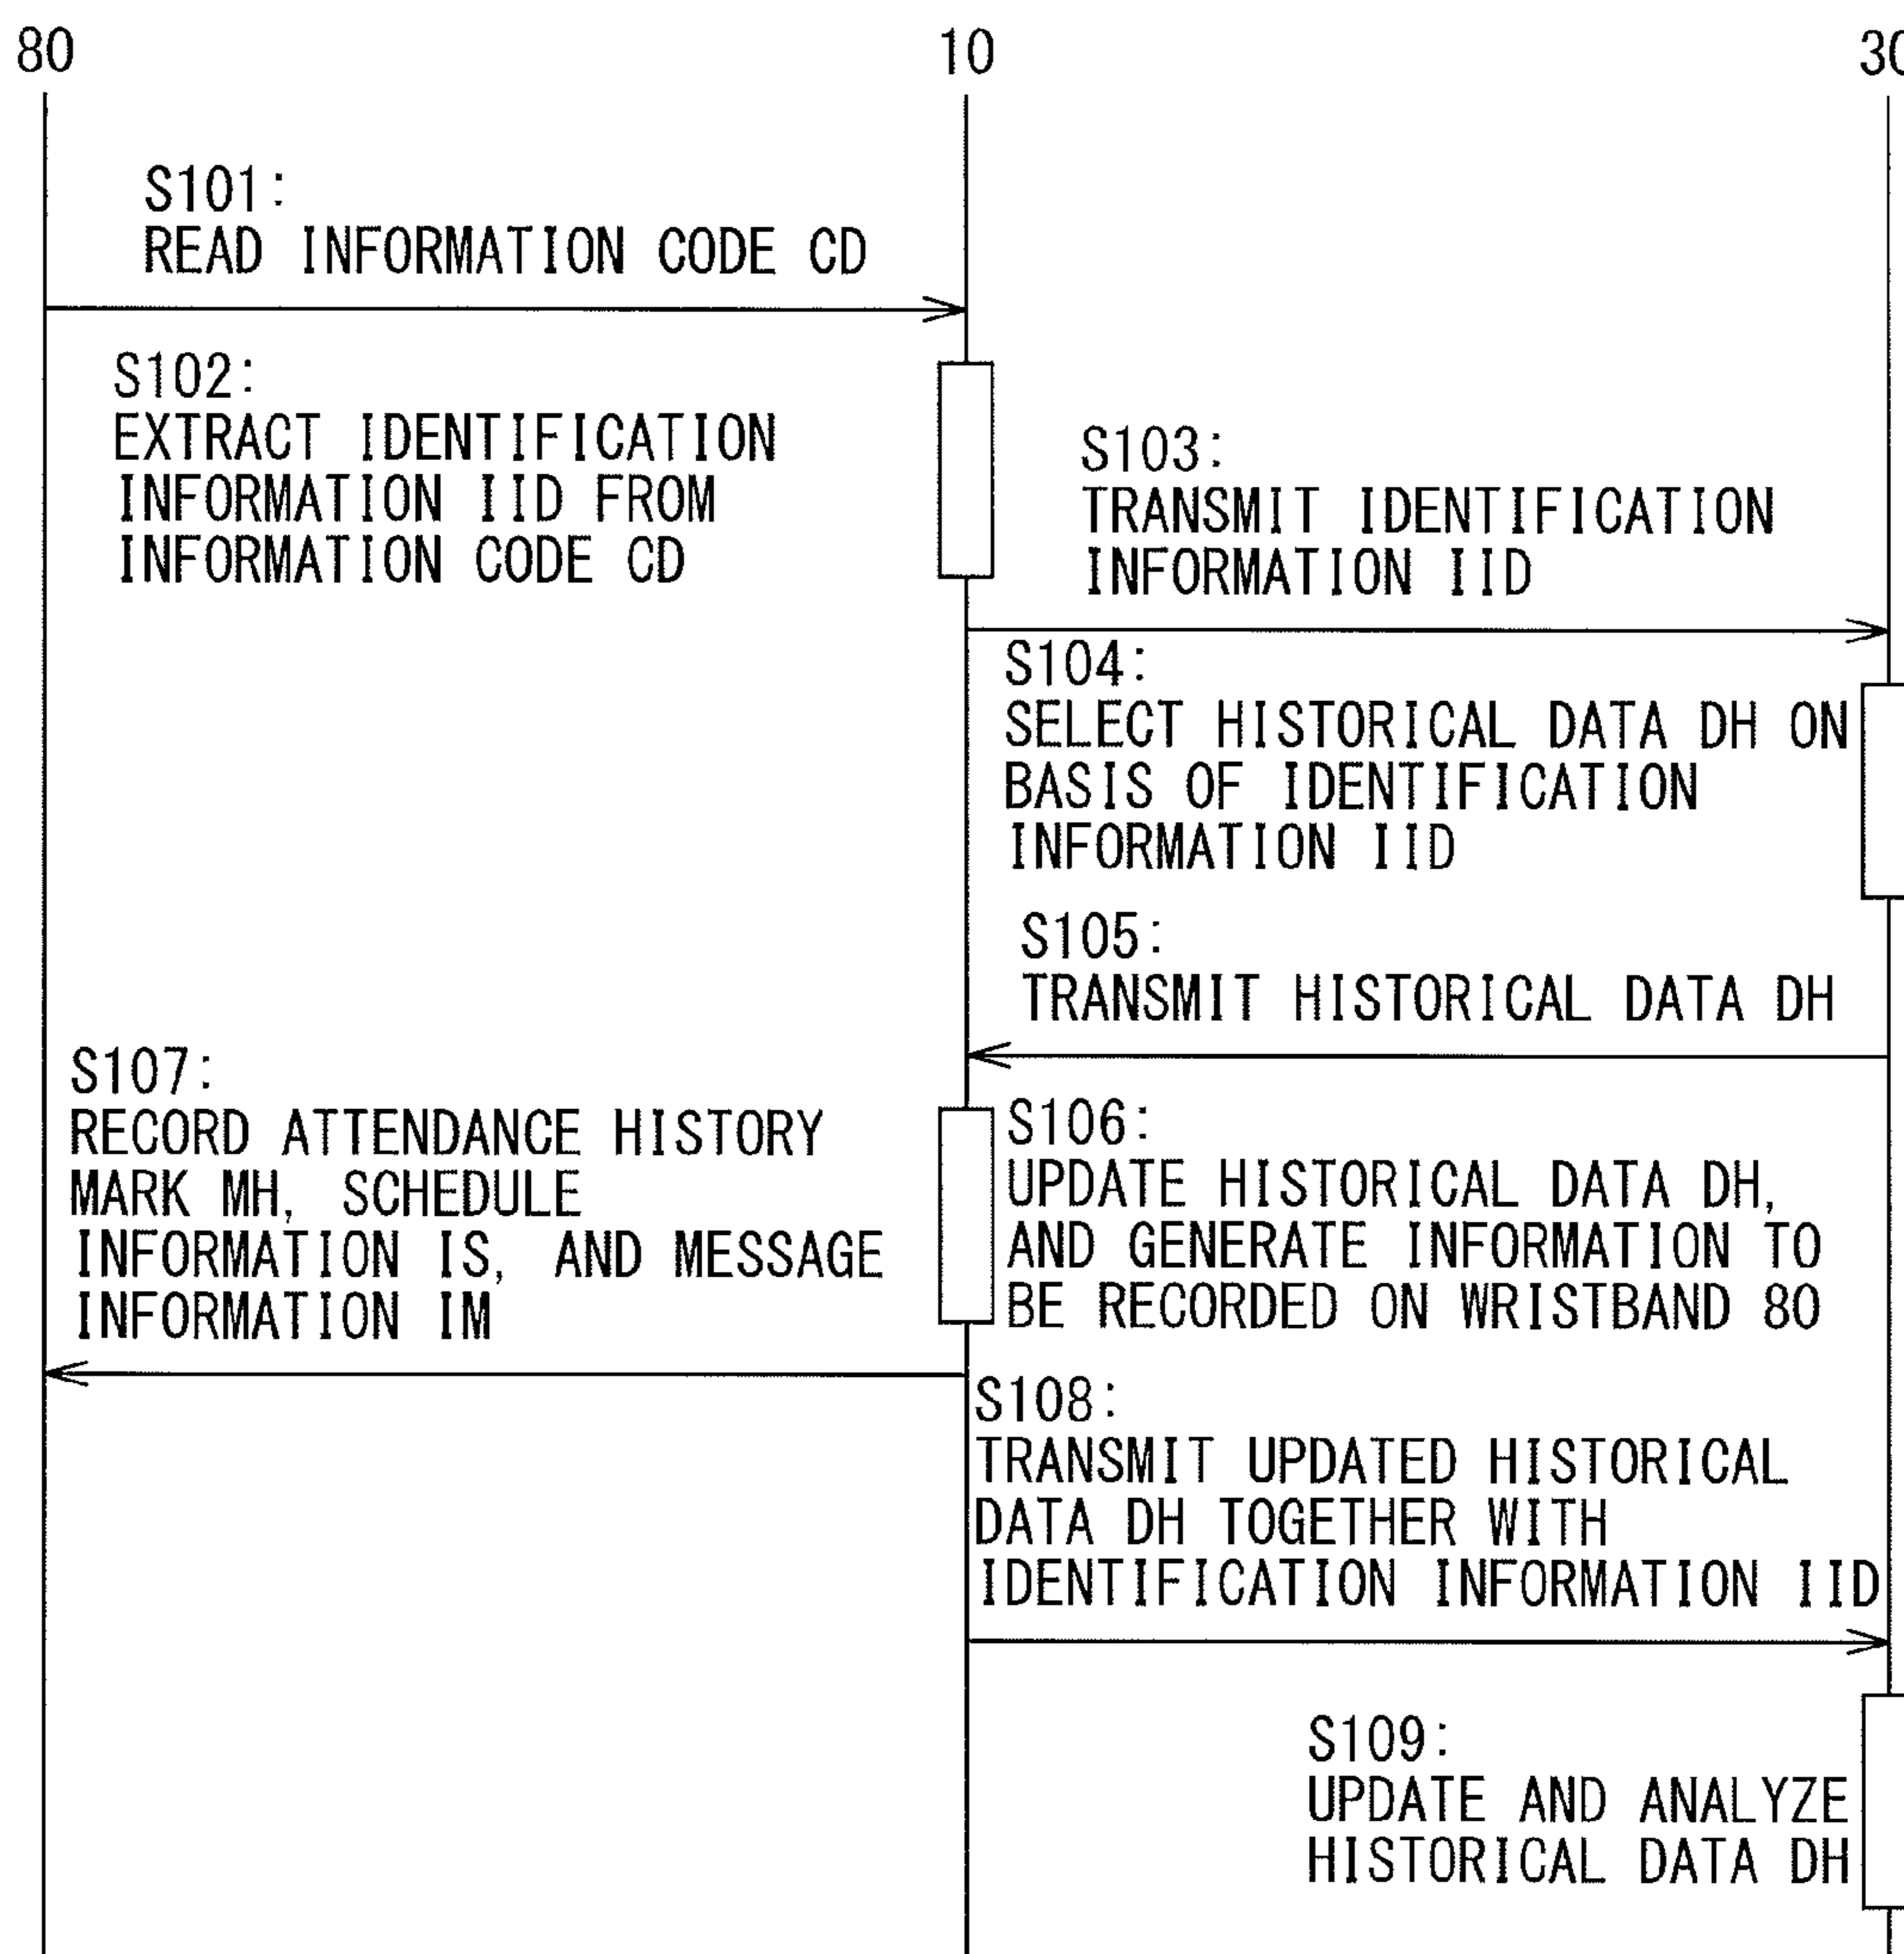 80
10
30
S101:
READ INFORMATION CODE CD
S102:
EXTRACT IDENTIFICATION
INFORMATION IID FROM
INFORMATION CODE CD
S103:
TRANSMIT IDENTIFICATION
INFORMATION IID
S104:
SELECT HISTORICAL DATA DH ON
BASIS OF IDENTIFICATION
INFORMATION IID
S105:
TRANSMIT HISTORICAL DATA DH
S106:
UPDATE HISTORICAL DATA DH,
AND GENERATE INFORMATION TO
BE RECORDED ON WRISTBAND 80
S107:
RECORD ATTENDANCE HISTORY
MARK MH, SCHEDULE
INFORMATION IS, AND MESSAGE
INFORMATION IM
S108:
TRANSMIT UPDATED HISTORICAL
DATA DH TOGETHER WITH
IDENTIFICATION INFORMATION IID
S109:
UPDATE AND ANALYZE
HISTORICAL DATA DH